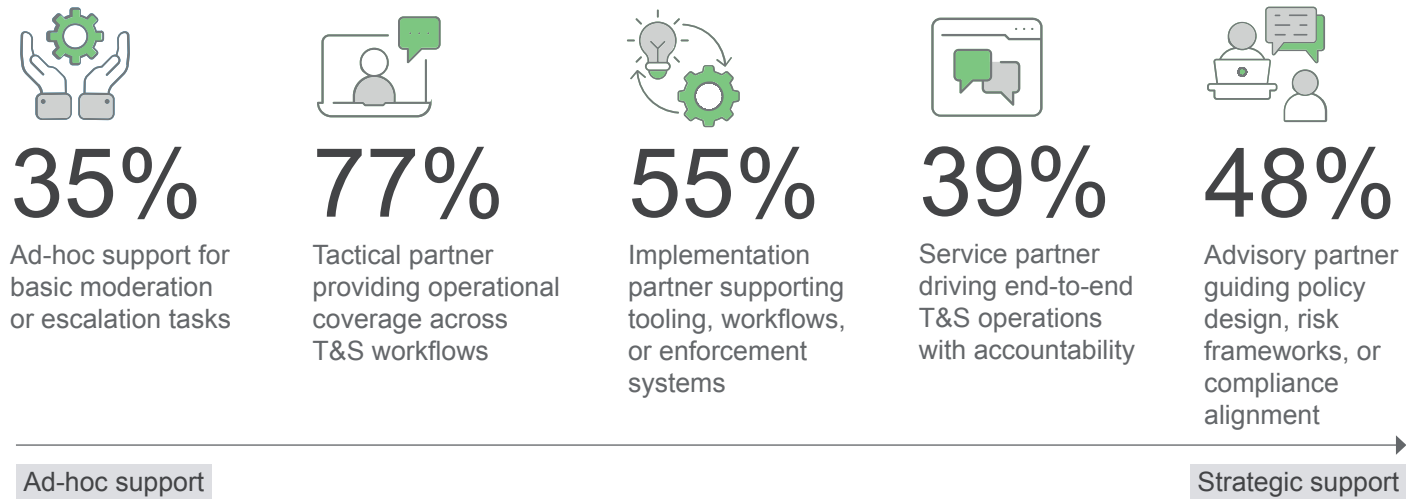 35%
Ad-hoc support for
basic moderation
or escalation tasks
77%
Tactical partner
providing operational
coverage across
T&S workflows
55%
Implementation
partner supporting
tooling, workflows,
or enforcement
systems
39%
Service partner
driving end-to-end
T&S operations
with accountability
48%
Advisory partner
guiding policy
design, risk
frameworks, or
compliance
alignment
Ad-hoc support
Strategic support